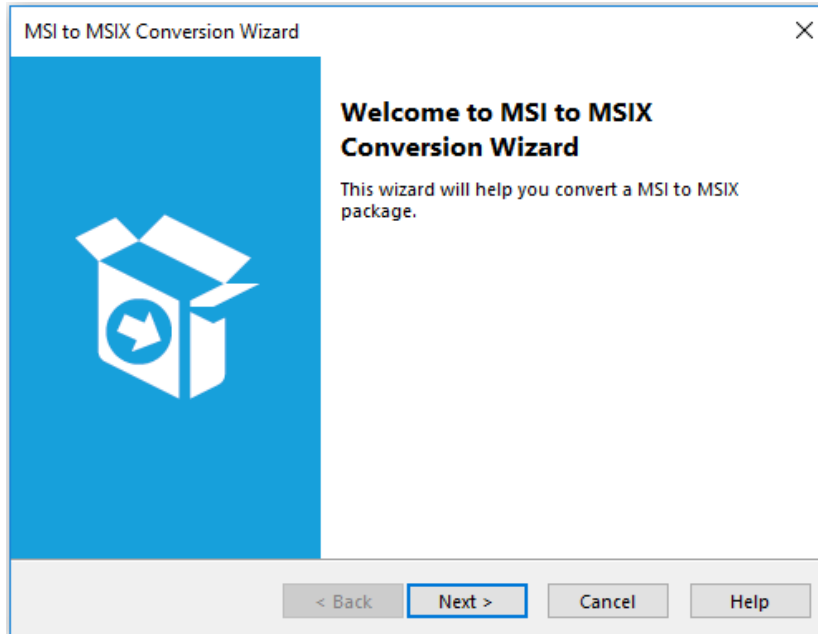 MSI to MSIX Conversion Wizard
Welcome to MSI to MSIX
Conversion Wizard
This wizard will help you convert a MSI to MSIX
package.
< Back Next > Cancel Help